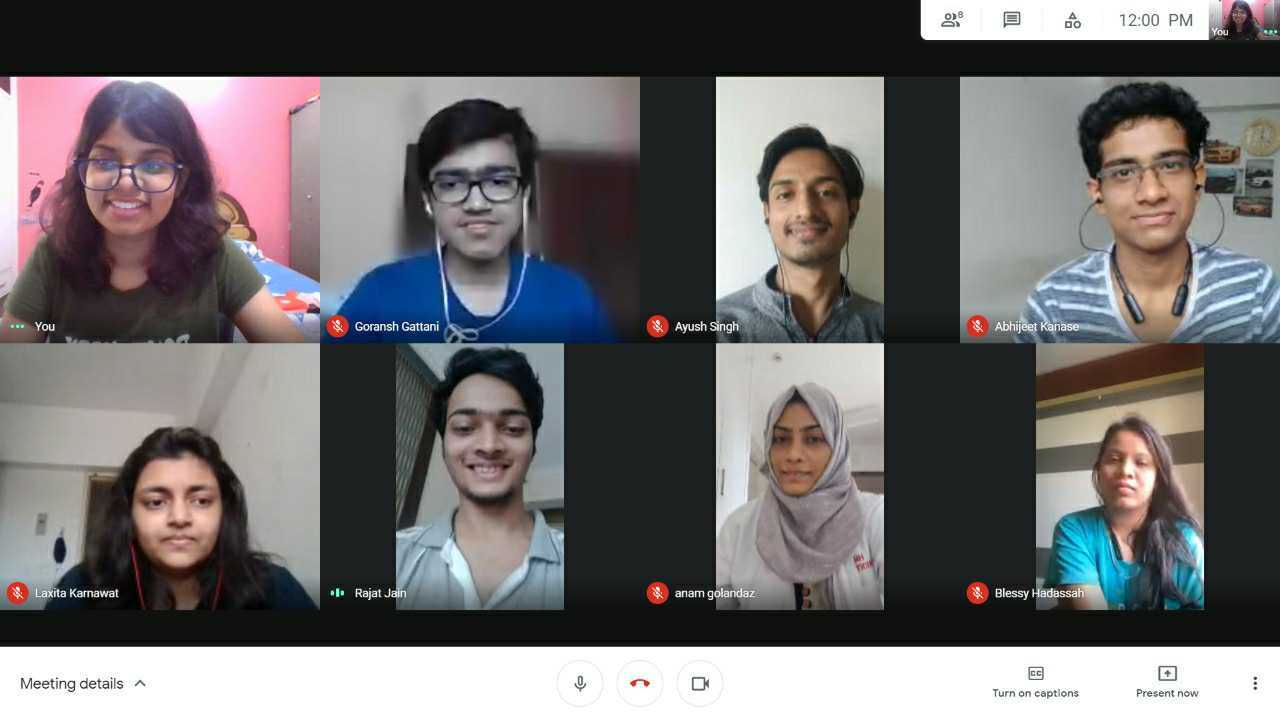 8
12:00 PM
You
You
Goransh Gattani
Ayush Singh
Abhijeet Kanase
Laxita Karnawat
Rajat Jain
anam golandaz
Blessy Hadassah
Meeting details
CC
Turn on captions
Present now